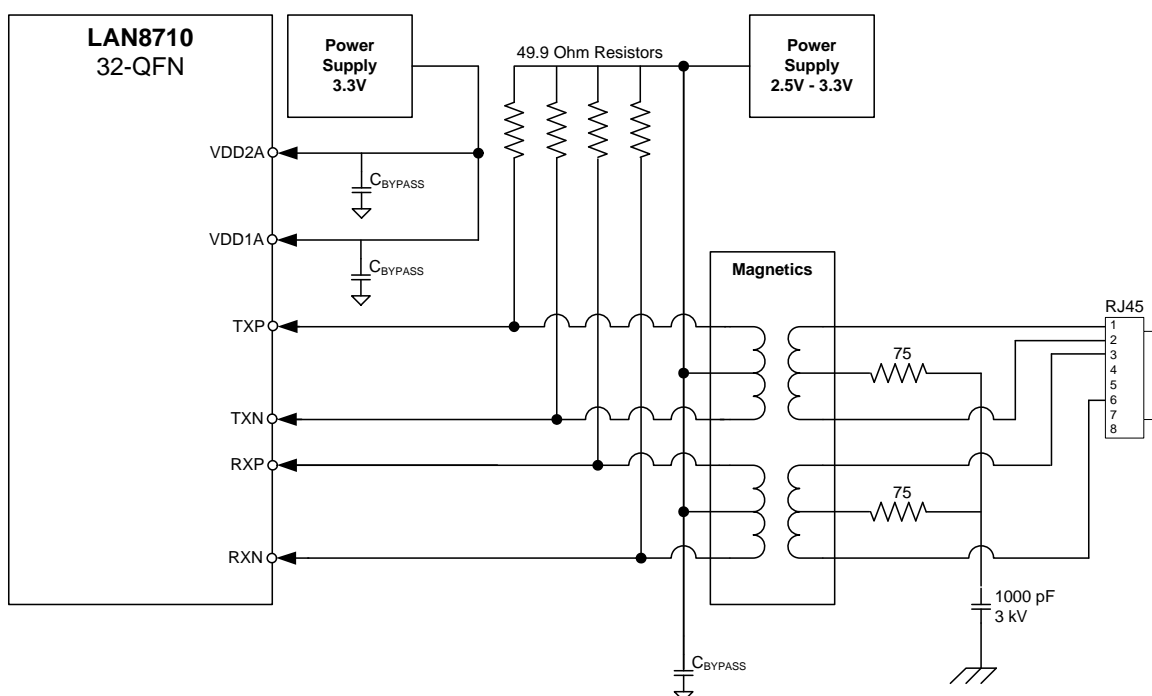 LAN8710
32-QFN
Power
Supply
3.3V
49.9 Ohm Resistors
Power
Supply
2.5V - 3.3V
VDD2A
CBYPASS
VDD1A
CBYPASS
Magnetics
TXP
TXN
RXP
RXN
75
75
RJ45
1
2
3
4
5
6
7
8
1000 pF
3 kV
CBYPASS